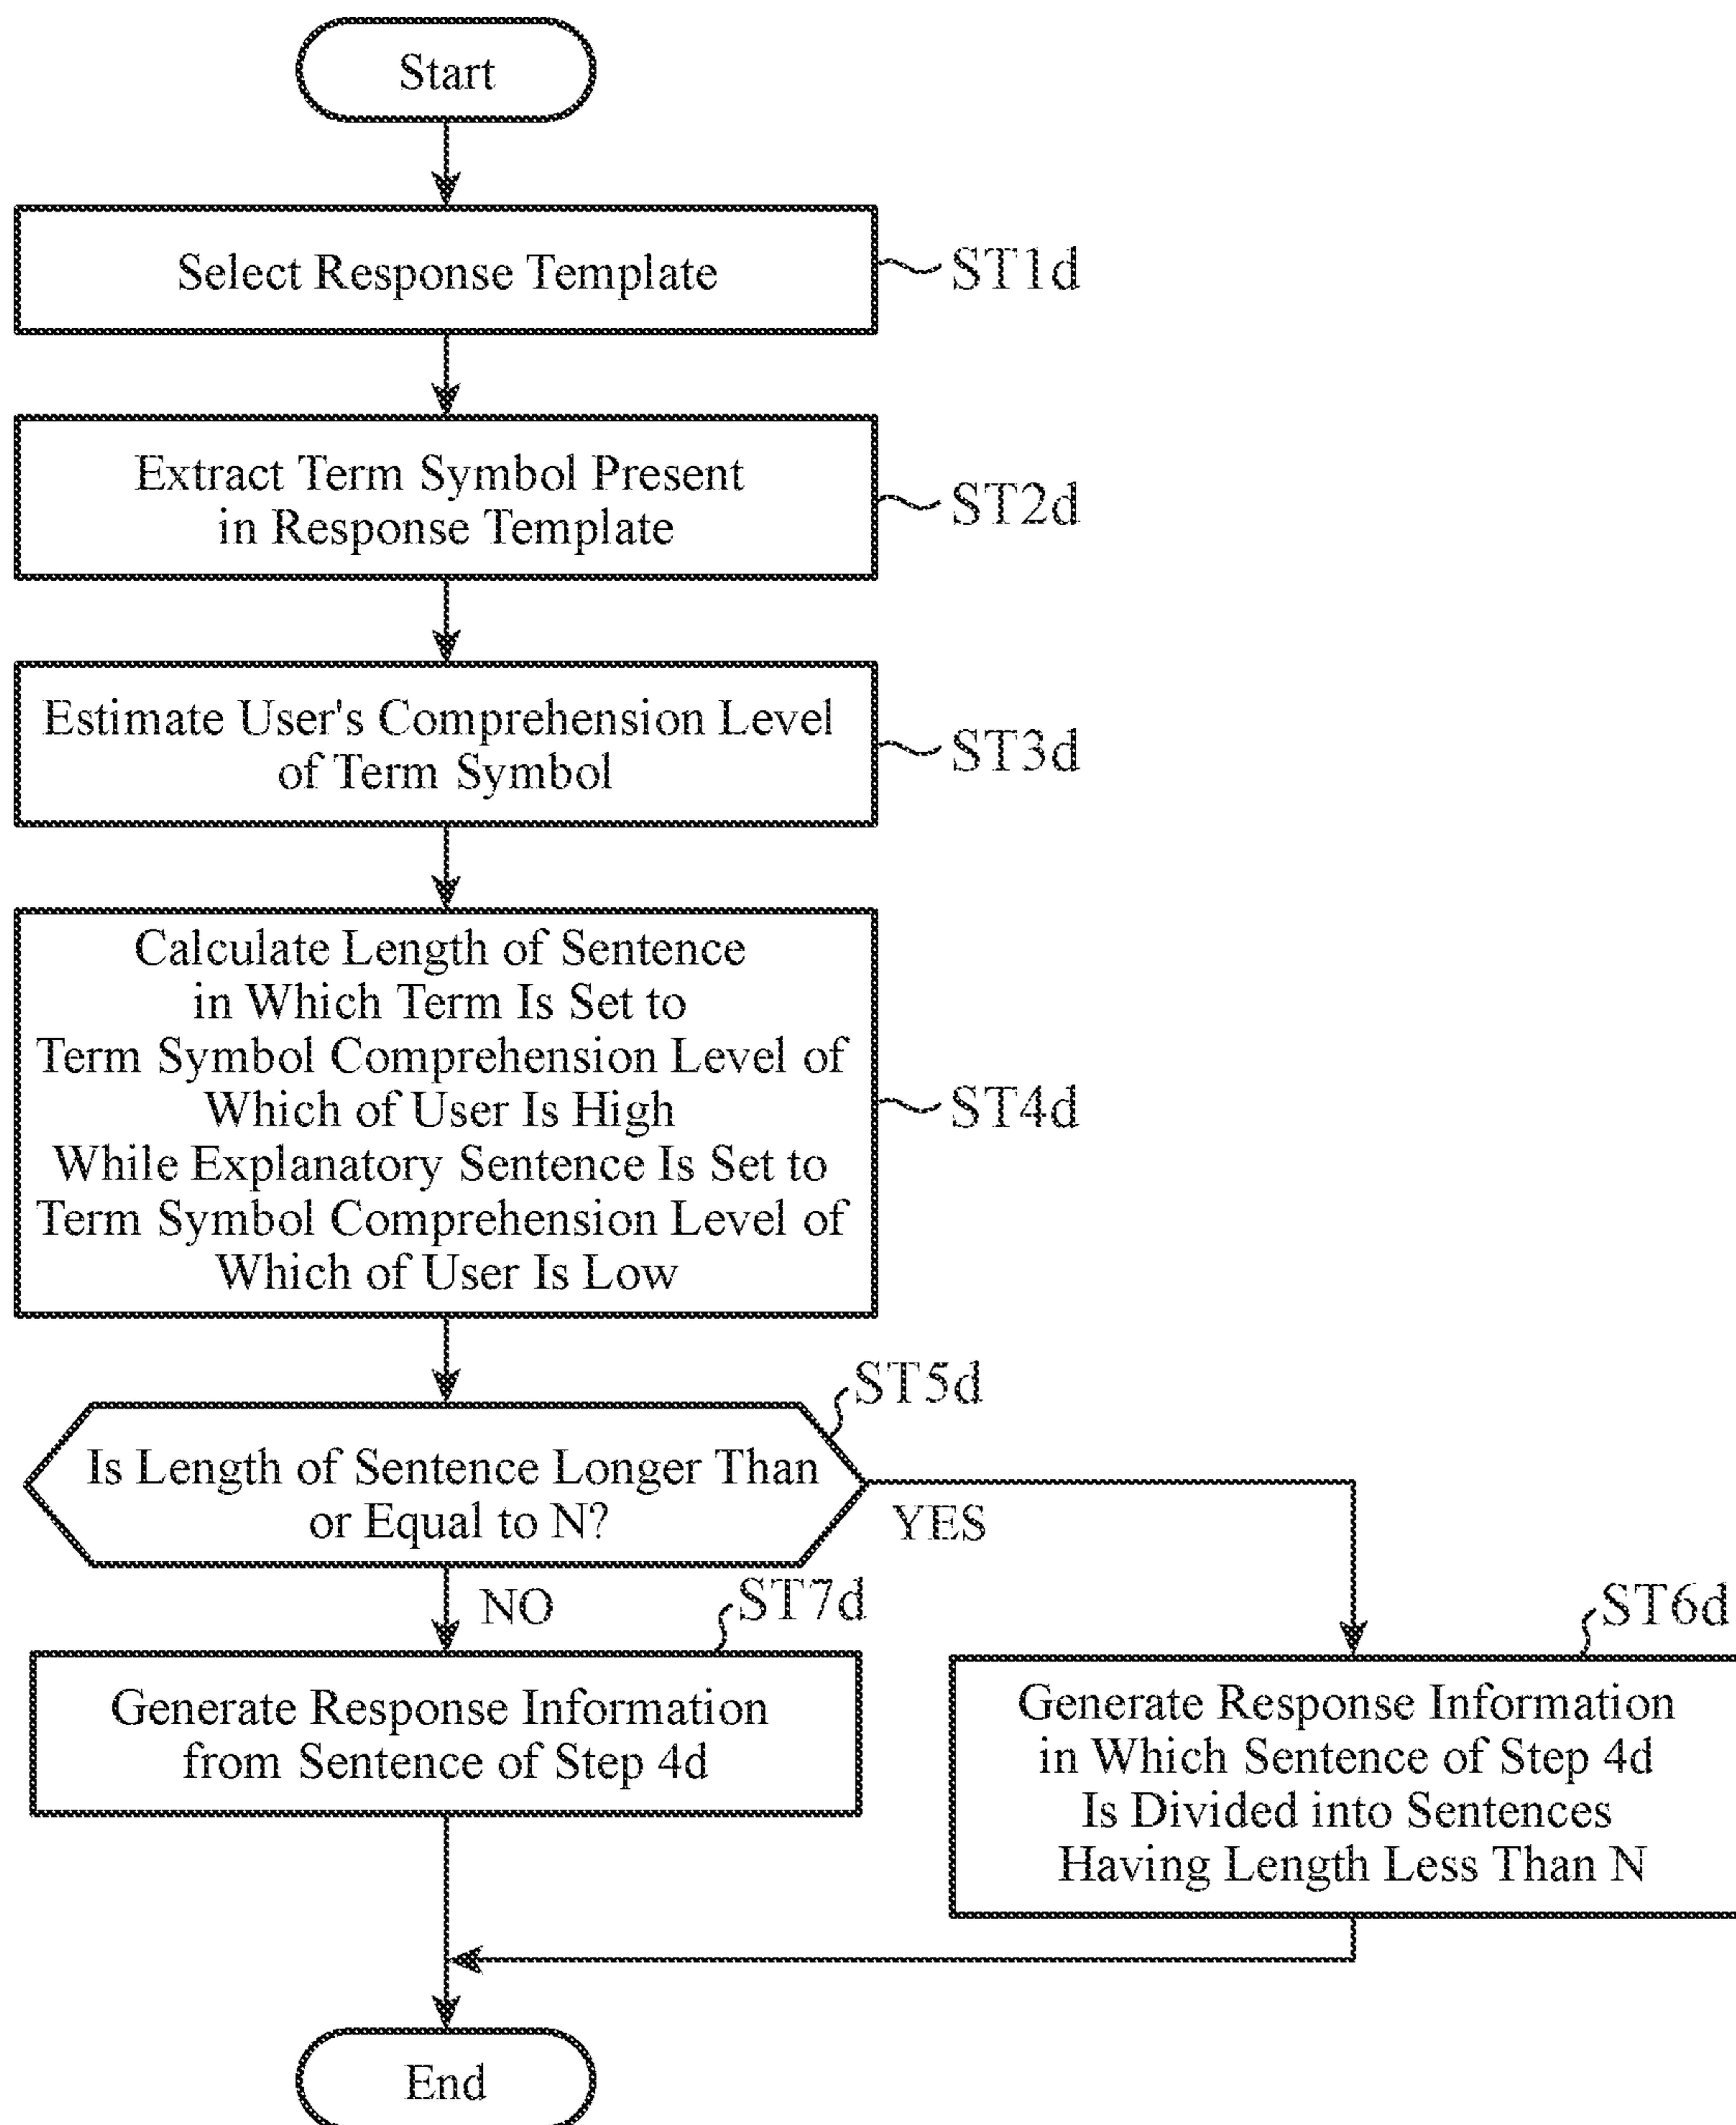 Start
Select Response Template
ST1d
Extract Term Symbol Present
in Response Template
ST2d
Estimate User's Comprehension Level
of Term Symbol
ST3d
Calculate Length of Sentence
in Which Term Is Set to
Term Symbol Comprehension Level of
Which of User Is High
While Explanatory Sentence Is Set to
Term Symbol Comprehension Level of
Which of User Is Low
ST4d
ST5d
Is Length of Sentence Longer Than
or Equal to N?
YES
NO
ST7d
Generate Response Information
from Sentence of Step 4d
ST6d
Generate Response Information
in Which Sentence of Step 4d
Is Divided into Sentences
Having Length Less Than N
End